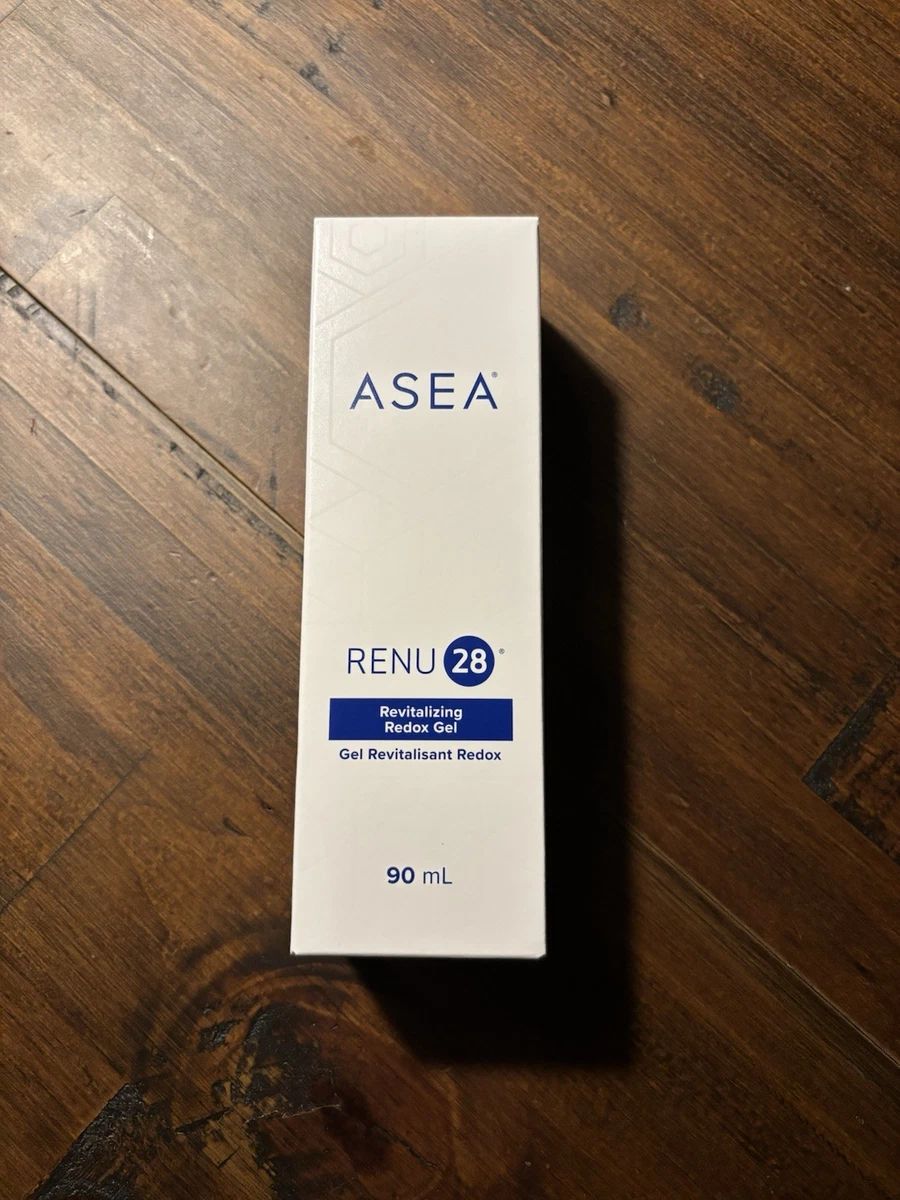 ASEA®
RENU 28®
Revitalizing
Redox Gel
Gel Revitalisant Redox
90 mL